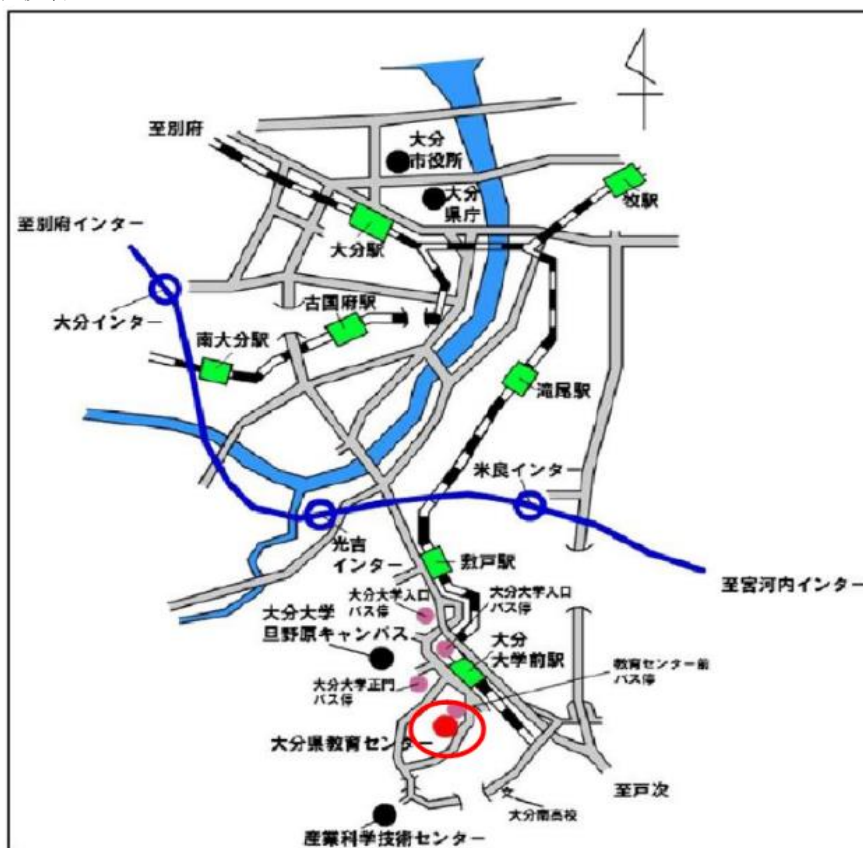 至別府
大分
市役所
大分
県庁
牧駅
至別府インター
大分駅
大分インター
古国府駅
南大分駅
滝尾駅
米良インター
光吉
インター
敷戸駅
至宮河内インター
大分大学入口
バス停
大分大学入口
バス停
大分大学
旦野原キャンパス
大分
大学前駅
教育センター前
バス停
大分大学正門
バス停
大分県教育センター
至戸次
文
大分南高校
産業科学技術センター